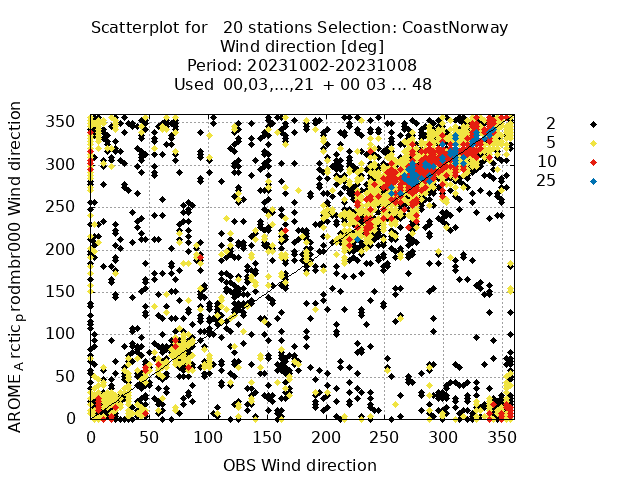 Scatterplot for   20 stations Selection: CoastNorway
Wind direction [deg]
Period: 20231002-20231008
Used 00,03,...,21 + 00 03 ... 48
2
5
10
25
AROME_Arctic_prodmbr000 Wind direction
350
300
250
200
150
100
50
0
0 50 100 150 200 250 300 350
OBS Wind direction